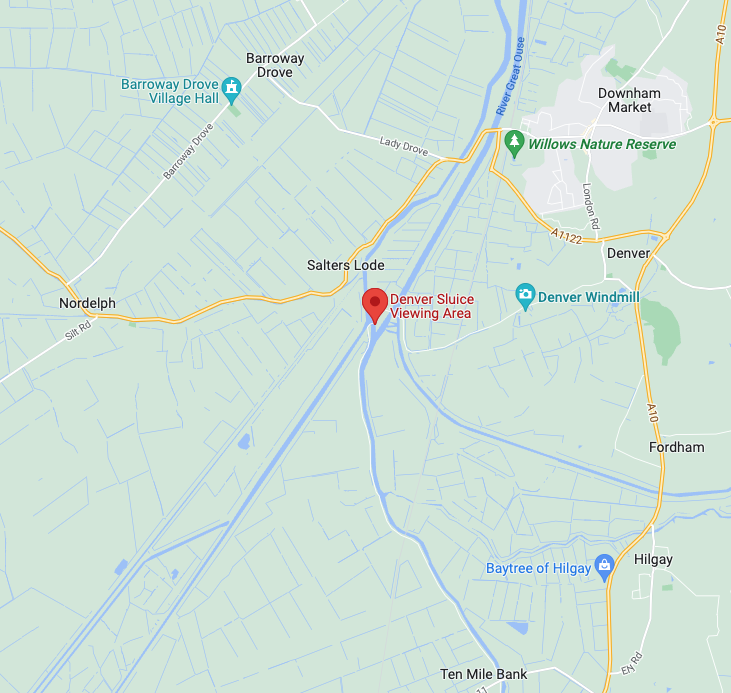 A10
River Great Ouse
Barroway
Drove
Barroway Drove
Village Hall
Downham
Market
Barroway Drove
Lady Drove
Willows Nature Reserve
London Rd
A1122
Denver
Salters Lode
Nordelph
Silt Rd
Denver Sluice
Viewing Area
Denver Windmill
A10
Fordham
Baytree of Hilgay
Hilgay
Ten Mile Bank
Ely Rd
11